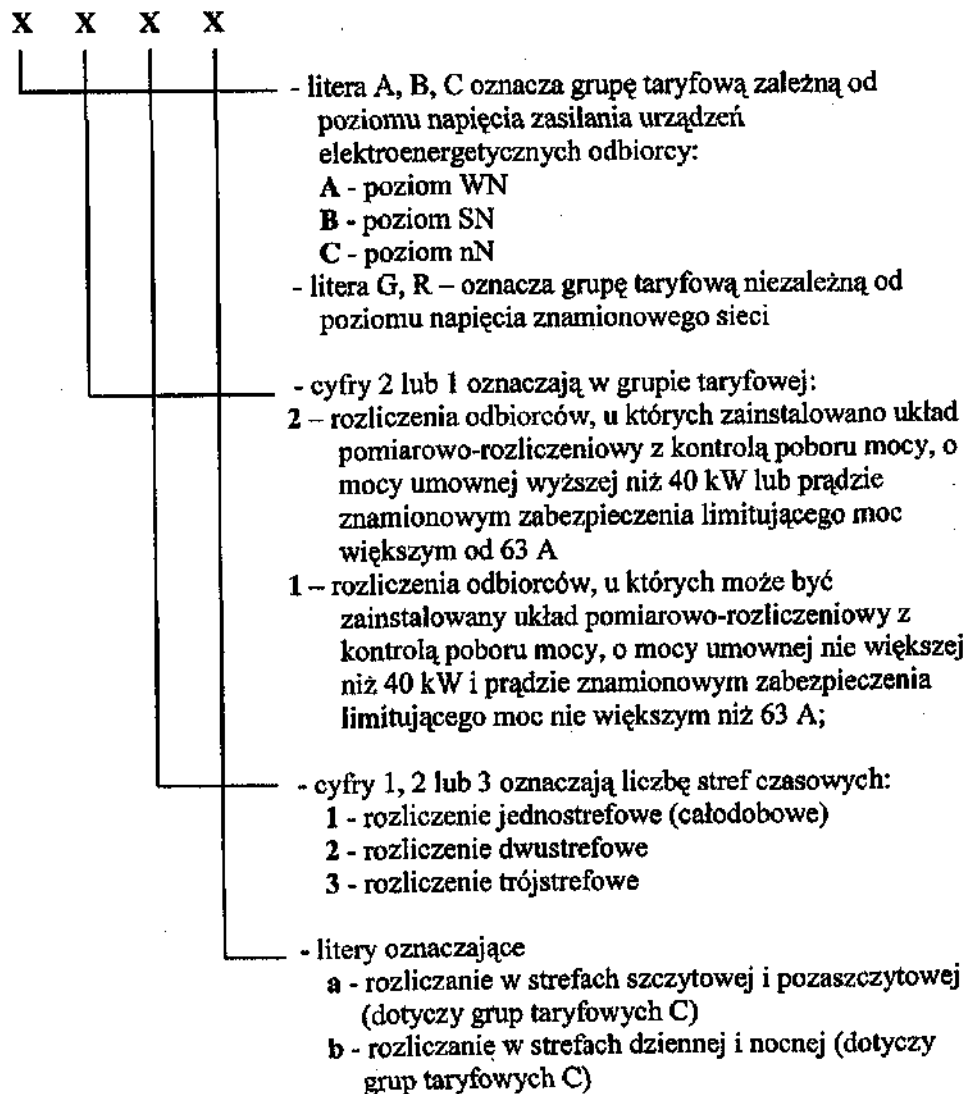 X X X X
- litera A, B, C oznacza grupę taryfową zależną od
poziomu napięcia zasilania urządzeń
elektroenergetycznych odbiorcy:
A - poziom WN
B - poziom SN
C - poziom nN
- litera G, R – oznacza grupę taryfową niezależną od
poziomu napięcia znamionowego sieci
- cyfry 2 lub 1 oznaczają w grupie taryfowej:
2 – rozliczenia odbiorców, u których zainstalowano układ
pomiarowo-rozliczeniowy z kontrolą poboru mocy, o
mocy umownej wyższej niż 40 kW lub prądzie
znamionowym zabezpieczenia limitującego moc
większym od 63 A
1 – rozliczenia odbiorców, u których może być
zainstalowany układ pomiarowo-rozliczeniowy z
kontrolą poboru mocy, o mocy umownej nie większej
niż 40 kW i prądzie znamionowym zabezpieczenia
limitującego moc nie większym niż 63 A;
- cyfry 1, 2 lub 3 oznaczają liczbę stref czasowych:
1 - rozliczenie jednostrefowe (całodobowe)
2 - rozliczenie dwustrefowe
3 - rozliczenie trójstrefowe
- litery oznaczające
a - rozliczanie w strefach szczytowej i pozaszczytowej
(dotyczy grup taryfowych C)
b - rozliczanie w strefach dziennej i nocnej (dotyczy
grup taryfowych C)